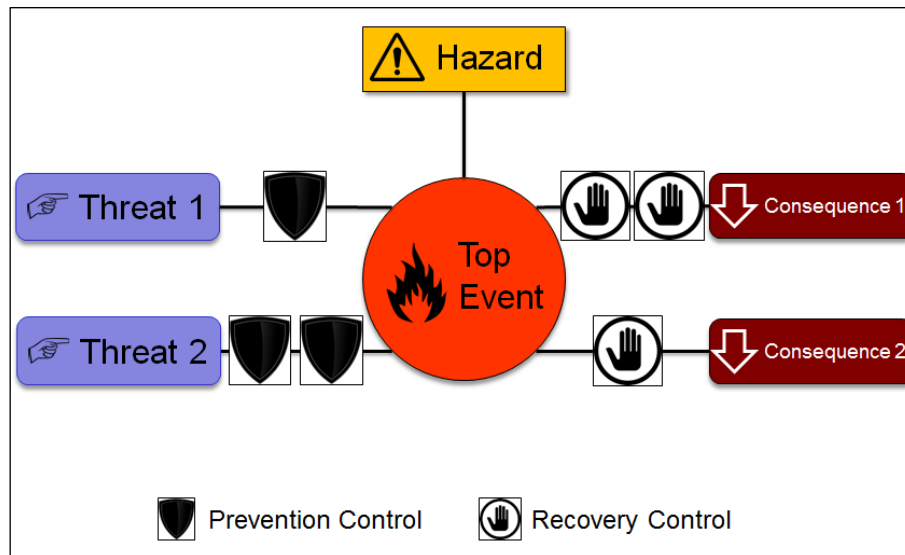 Hazard
Threat 1
Consequence 1
Top
Event
Threat 2
Consequence 2
Prevention Control
Recovery Control